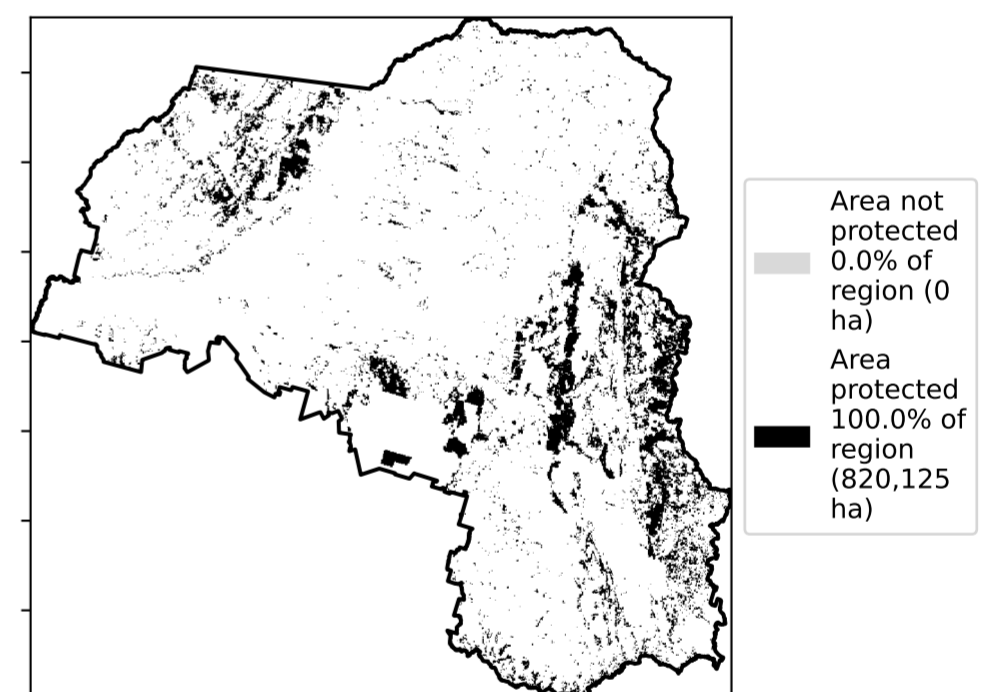 Area not
protected
0.0% of
region (0
ha)
Area
protected
100.0% of
region
(820,125
ha)